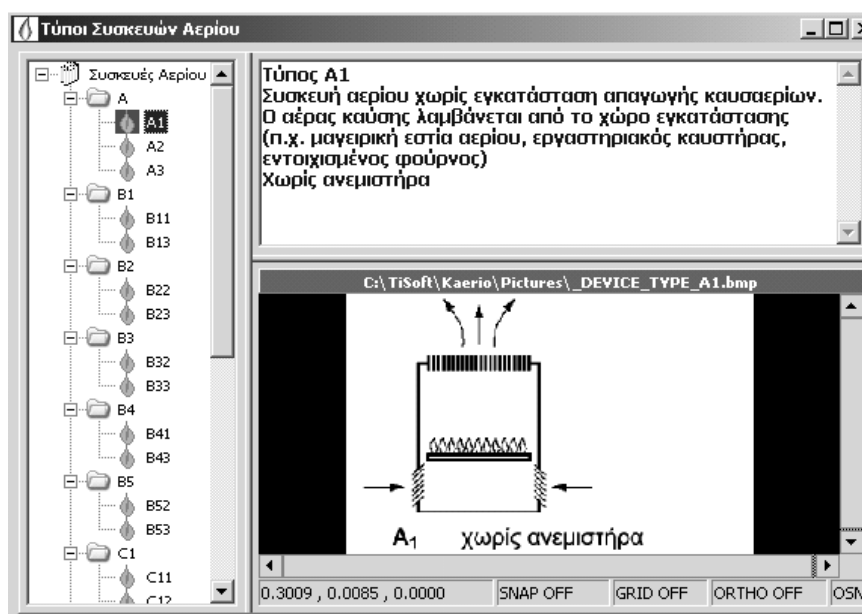 Τύποι Συσκευών Αερίου
Συσκευές Αερίου
A
A1
A2
A3
B1
B11
B13
B2
B22
B23
B3
B32
B33
B4
B41
B43
B5
B52
B53
C1
C11
C12
Τύπος Α1
Συσκευή αερίου χωρίς εγκατάσταση απαγωγής καυσαερίων.
Ο αέρας καύσης λαμβάνεται από το χώρο εγκατάστασης
(π.χ. μαγειρική εστία αερίου, εργαστηριακός καυστήρας,
εντοιχισμένος φούρνος)
Χωρίς ανεμιστήρα
C:\TiSoft\Kaerio\Pictures\_DEVICE_TYPE_A1.bmp
A1 χωρίς ανεμιστήρα
0.3009 , 0.0085 , 0.0000 SNAP OFF GRID OFF ORTHO OFF OSN